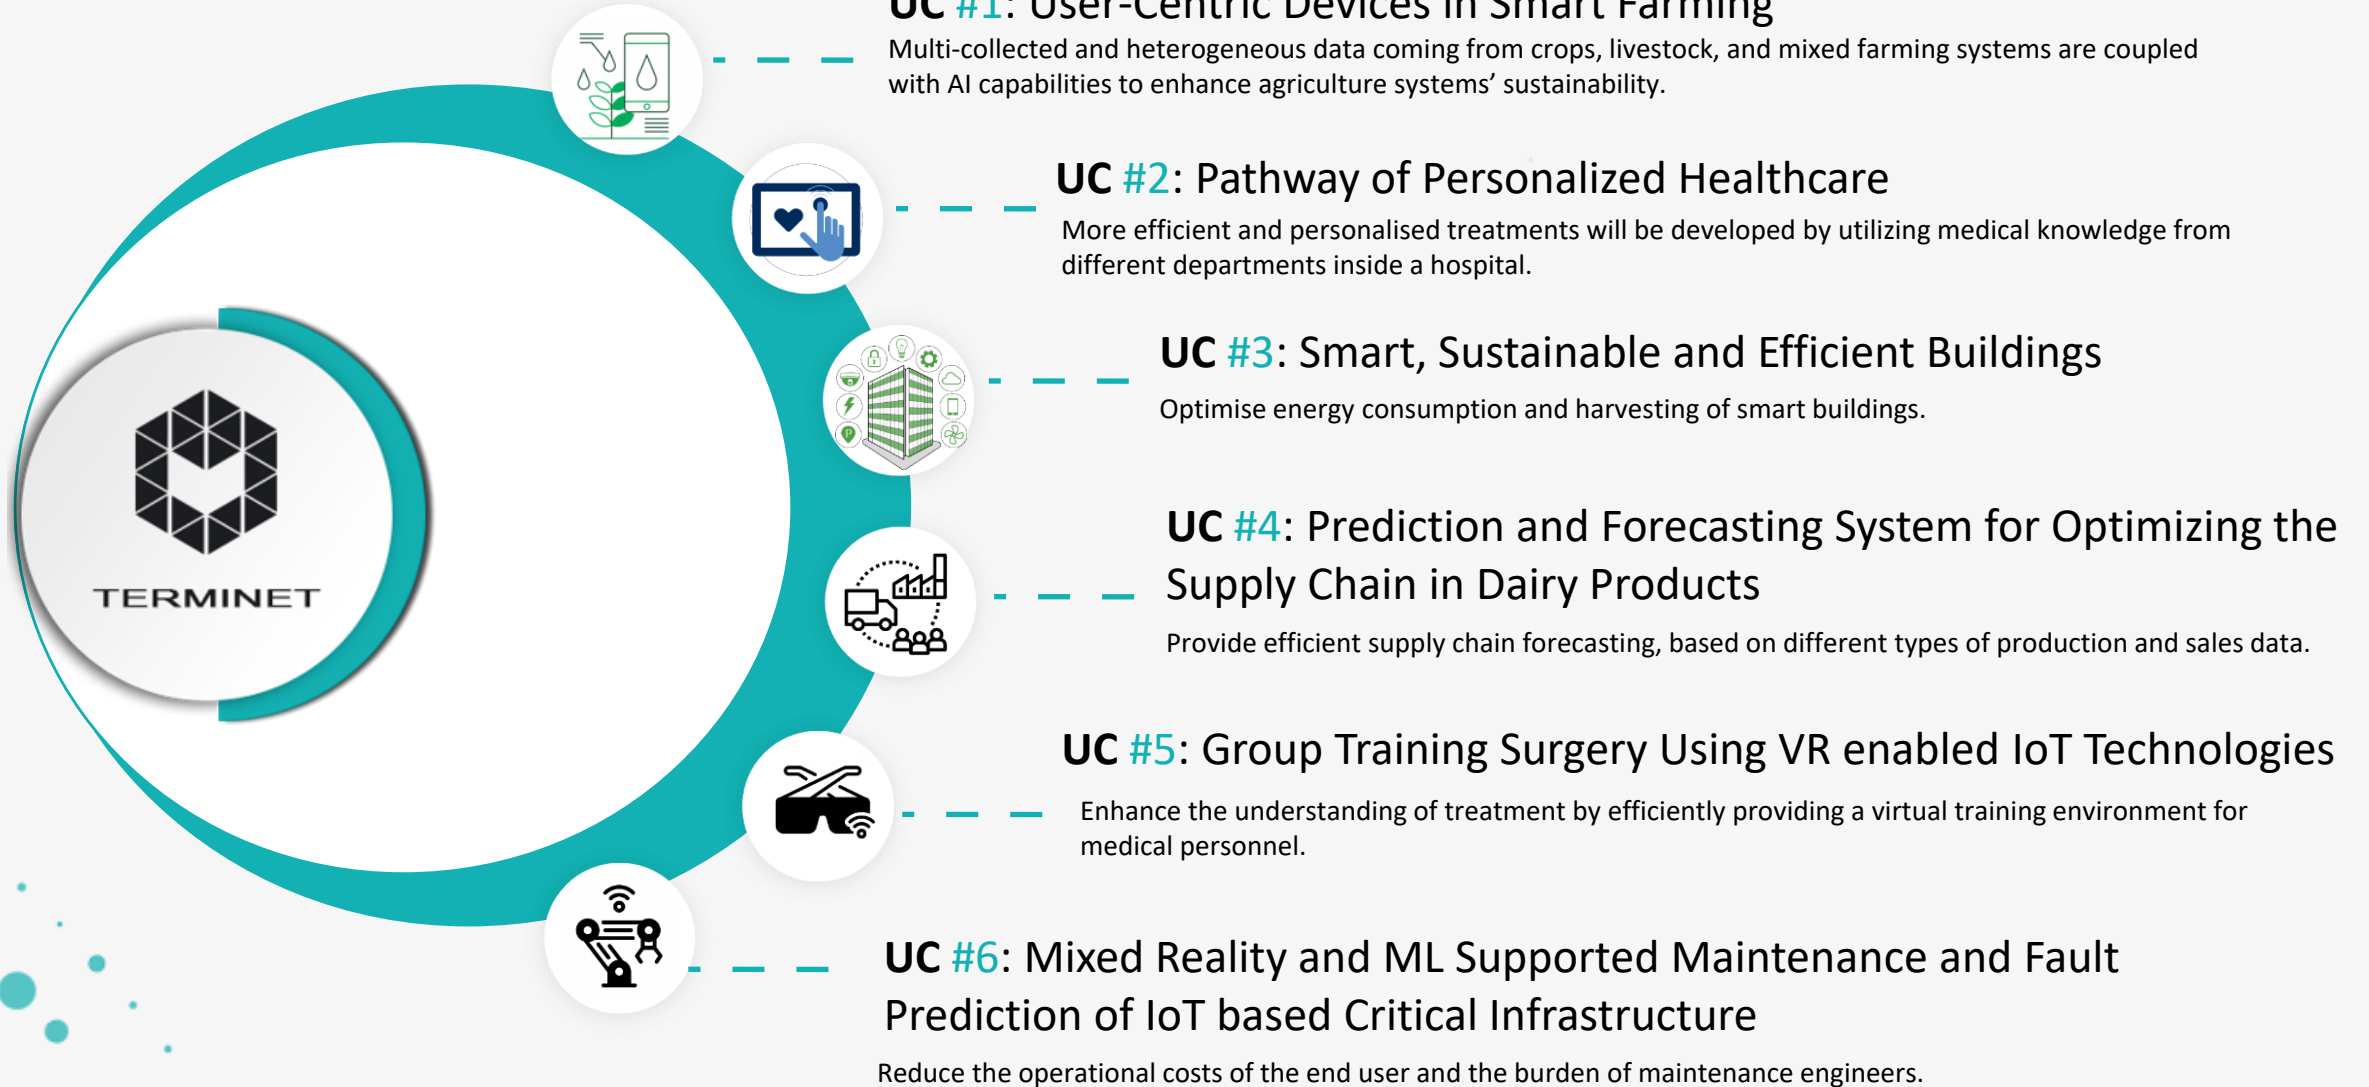 UC #1: User-Centric Devices in Smart Farming
Multi-collected and heterogeneous data coming from crops, livestock, and mixed farming systems are coupled
with AI capabilities to enhance agriculture systems’ sustainability.
UC #2: Pathway of Personalized Healthcare
More efficient and personalised treatments will be developed by utilizing medical knowledge from
different departments inside a hospital.
UC #3: Smart, Sustainable and Efficient Buildings
Optimise energy consumption and harvesting of smart buildings.
P
TERMINET
UC #4: Prediction and Forecasting System for Optimizing the
Supply Chain in Dairy Products
Provide efficient supply chain forecasting, based on different types of production and sales data.
UC #5: Group Training Surgery Using VR enabled IoT Technologies
Enhance the understanding of treatment by efficiently providing a virtual training environment for
medical personnel.
UC #6: Mixed Reality and ML Supported Maintenance and Fault
Prediction of IoT based Critical Infrastructure
Reduce the operational costs of the end user and the burden of maintenance engineers.